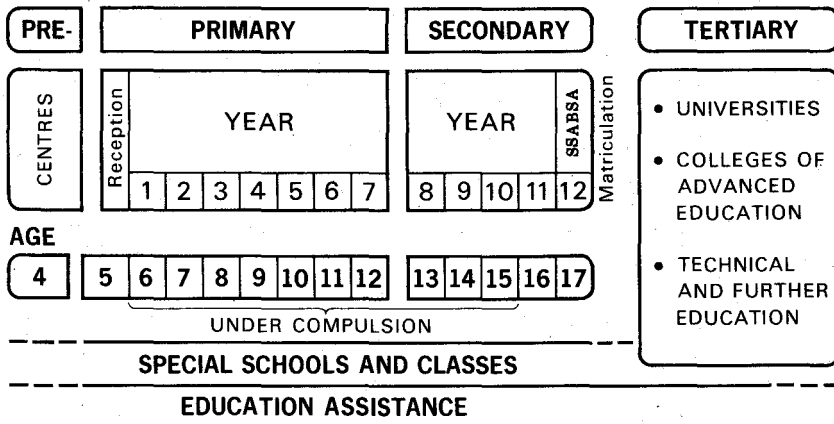 PRE-
PRIMARY
SECONDARY
TERTIARY
CENTRES
Reception
YEAR
1 2 3 4 5 6 7
YEAR
SSABSA
8 9 10 11 12
Matriculation
• UNIVERSITIES
• COLLEGES OF
ADVANCED
EDUCATION
• TECHNICAL
AND FURTHER
EDUCATION
AGE
4 5 6 7 8 9 10 11 12 13 14 15 16 17
UNDER COMPULSION
SPECIAL SCHOOLS AND CLASSES
EDUCATION ASSISTANCE